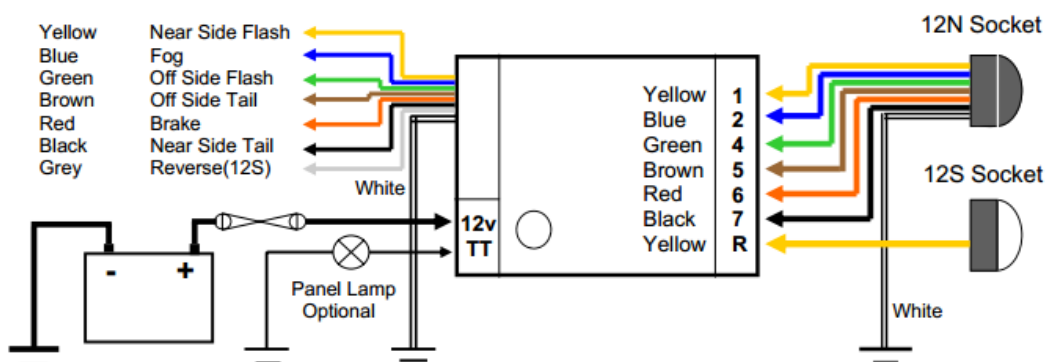 12N Socket
Yellow Near Side Flash
Blue Fog
Green Off Side Flash
Brown Off Side Tail
Red Brake
Black Near Side Tail
Grey Reverse(12S)
White
Yellow 1
Blue 2
Green 4
Brown 5
Red 6
Black 7
Yellow R
12S Socket
12v
TT
- +
Panel Lamp
Optional
White